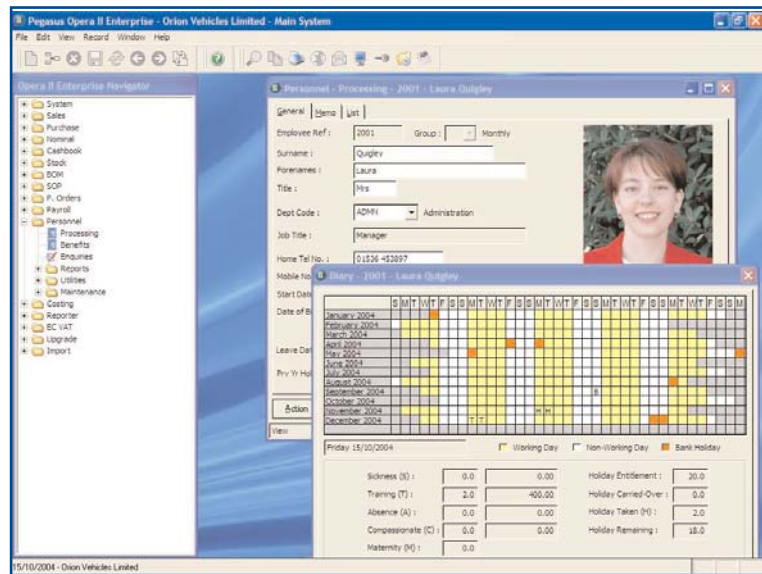 Pegasus Opera II Enterprise - Orion Vehicles Limited - Main System
File Edit View Record Window Help
Opera II Enterprise Navigator
System
Sales
Purchase
Nominal
Cashbook
Stock
BOM
SOP
P. Orders
Payroll
Personnel
Processing
Benefits
Enquiries
Reports
Utilities
Maintenance
Costing
Reporter
EC VAT
Upgrade
Import
Personnel - Processing - 2001 - Laura Quigley
General Memo List
Employee Ref : 2001 Group : Monthly
Surname : Quigley
Forenames : Laura
Title : Mrs
Dept Code : ADMN Administration
Job Title : Manager
Home Tel No. : 01536 453897
Mobile No
Start Date
Date of B
Leave Dat
Prv Yr Hol
Action
View
Diary - 2001 - Laura Quigley
S M T W T F S S M T W T F S S M T W T F S S M T W T F S S M T W T F S S M
January 2004
February 2004
March 2004
April 2004
May 2004
June 2004
July 2004
August 2004
September 2004
October 2004
November 2004 H H
December 2004 T T
Friday 15/10/2004 Working Day Non-Working Day Bank Holiday
Sickness (S) : 0.0 0.00 Holiday Entitlement : 20.0
Training (T) : 2.0 400.00 Holiday Carried-Over : 0.0
Absence (A) : 0.0 0.00 Holiday Taken (H) : 2.0
Compassionate (C) : 0.0 0.00 Holiday Remaining : 18.0
Maternity (M) : 0.0
15/10/2004 - Orion Vehicles Limited